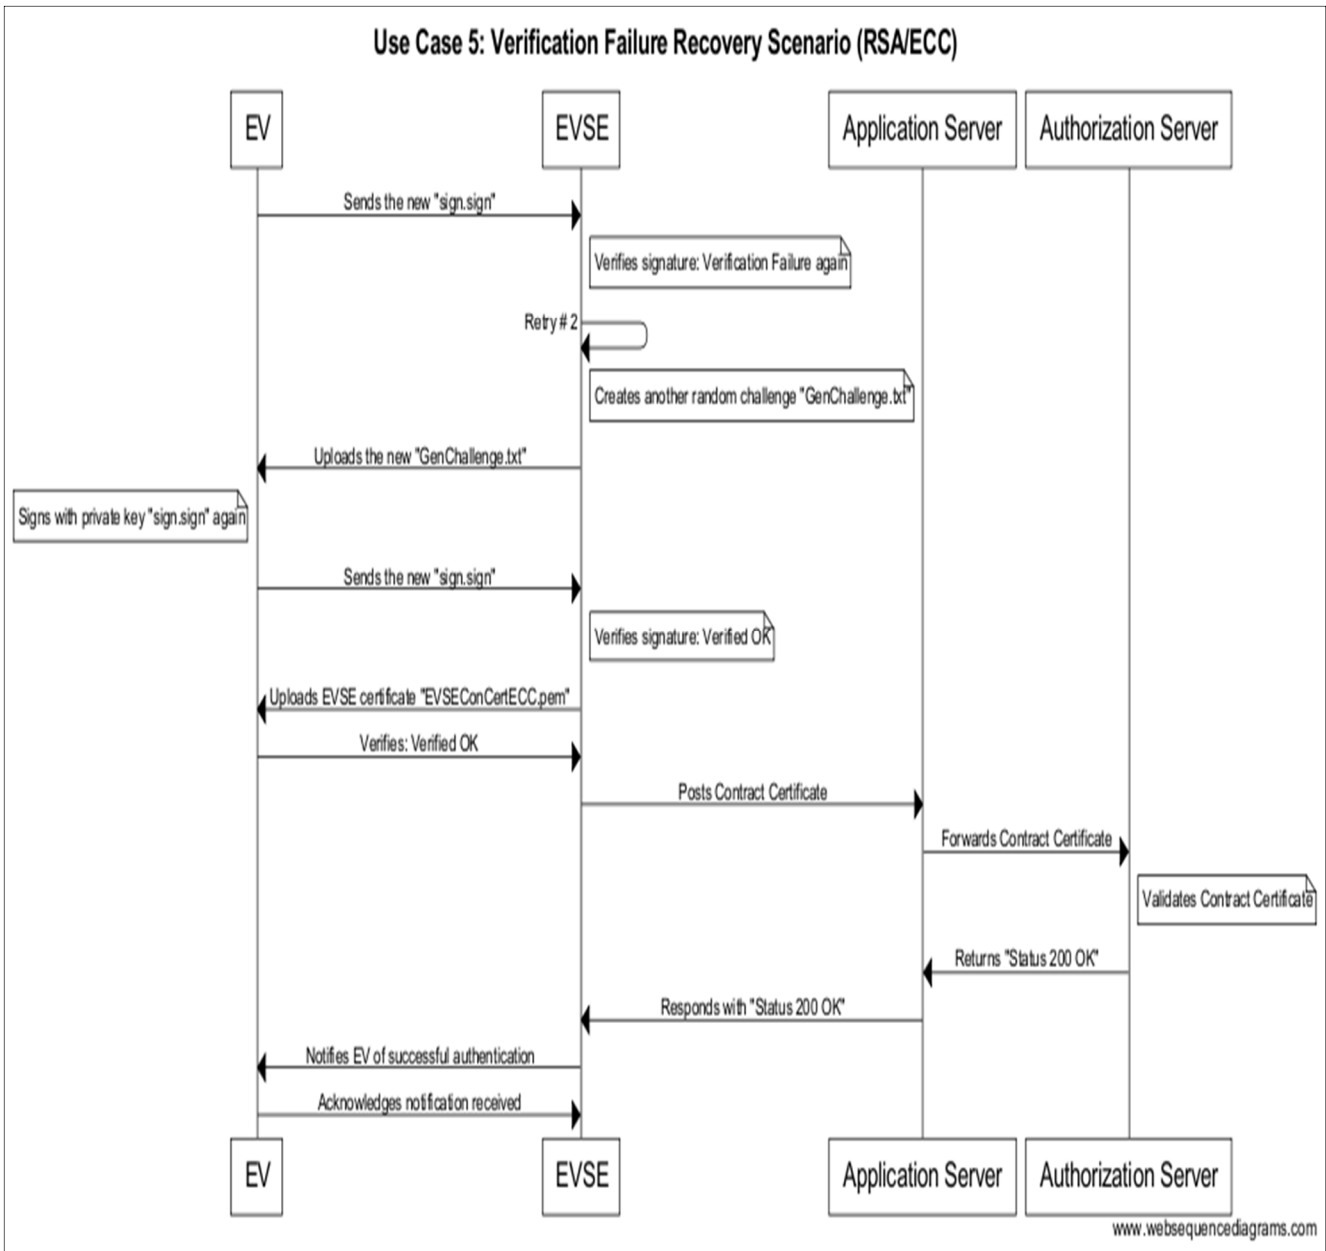 Use Case 5: Verification Failure Recovery Scenario (RSA/ECC)
EV
EVSE
Application Server
Authorization Server
Sends the new "sign.sign"
Verifies signature: Verification Failure again
Retry # 2
Creates another random challenge "GenChallenge.txt"
Uploads the new "GenChallenge.txt"
Signs with private key "sign.sign" again
Sends the new "sign.sign"
Verifies signature: Verified OK
Uploads EVSE certificate "EVSEConCertECC.pem"
Verifies: Verified OK
Posts Contract Certificate
Forwards Contract Certificate
Validates Contract Certificate
Returns "Status 200 OK"
Responds with "Status 200 OK"
Notifies EV of successful authentication
Acknowledges notification received
EV
EVSE
Application Server
Authorization Server
www.websequencediagrams.com